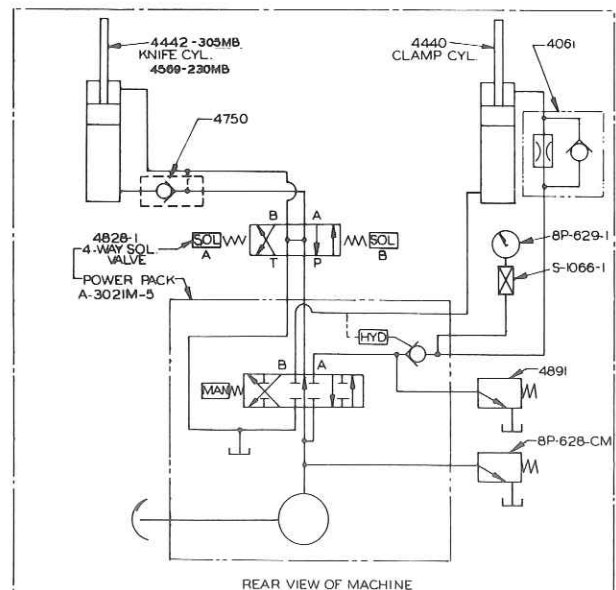 4442-305MB
KNIFE CYL.
4569-230MB
4440
CLAMP CYL.
4061
4750
B A
SOL
A
SOL
B
T P
4828-1
4-WAY SOL.
VALVE
POWER PACK
A-3021M-5
8P-629-1
S-1066-1
HYD
B A
MAN
4891
8P-628-CM
REAR VIEW OF MACHINE